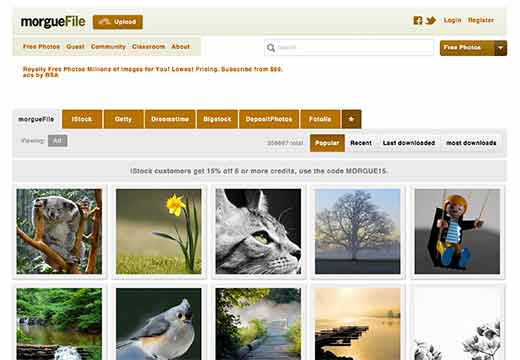 morgueFile Upload Login Register
Free Photos Quest Community Classroom About Search Free Photos
Royalty Free Photos Millions of Images for You! Lowest Pricing. Subscribe from $69.
ads by BSA
morgueFile iStock Getty Dreamstime Bigstock DepositPhotos Fotolia
Viewing: All total Popular Recent Last downloaded most downloads
iStock customers get 15% off 5 or more credits, use the code MORGUE15.